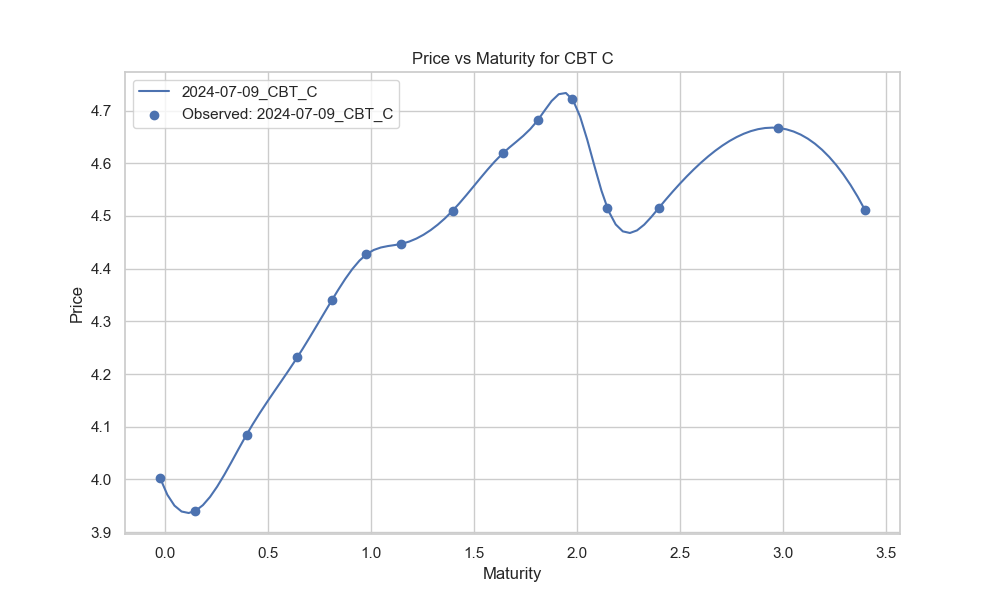 Price vs Maturity for CBT C
2024-07-09_CBT_C
Observed: 2024-07-09_CBT_C
Price
4.7
4.6
4.5
4.4
4.3
4.2
4.1
4.0
3.9
0.0 0.5 1.0 1.5 2.0 2.5 3.0 3.5
Maturity